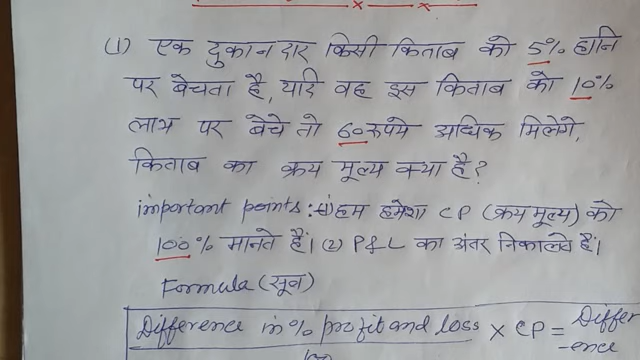 (1) एक दुकानदार किसी किताब को 5% हानि
पर बेचता है, यदि वह इस किताब को 10%
लाभ पर बेचे तो 60 रुपये अधिक मिलेगे,
किताब का क्रय मूल्य क्या है?
important points:-(1) हम हमेशा CP (क्रय मूल्य) को
100% मानते हैं। (2) P&L का अंतर निकालते हैं।
Formula (सूत्र)
Difference in % profit and loss × CP = Differ
-ence